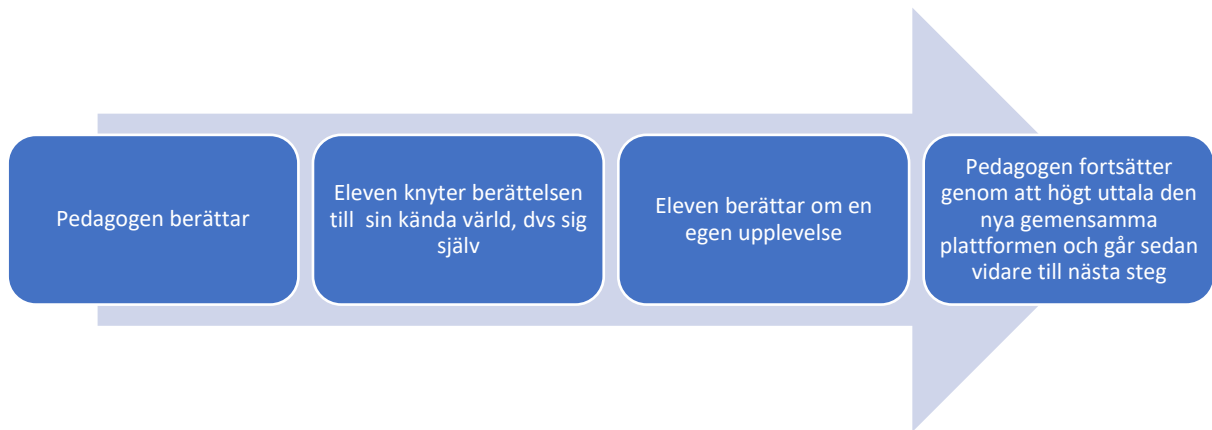 Pedagogen berättar
Eleven knyter berättelsen
till  sin kända värld, dvs sig
själv
Eleven berättar om en
egen upplevelse
Pedagogen fortsätter
genom att högt uttala den
nya gemensamma
plattformen och går sedan
vidare till nästa steg